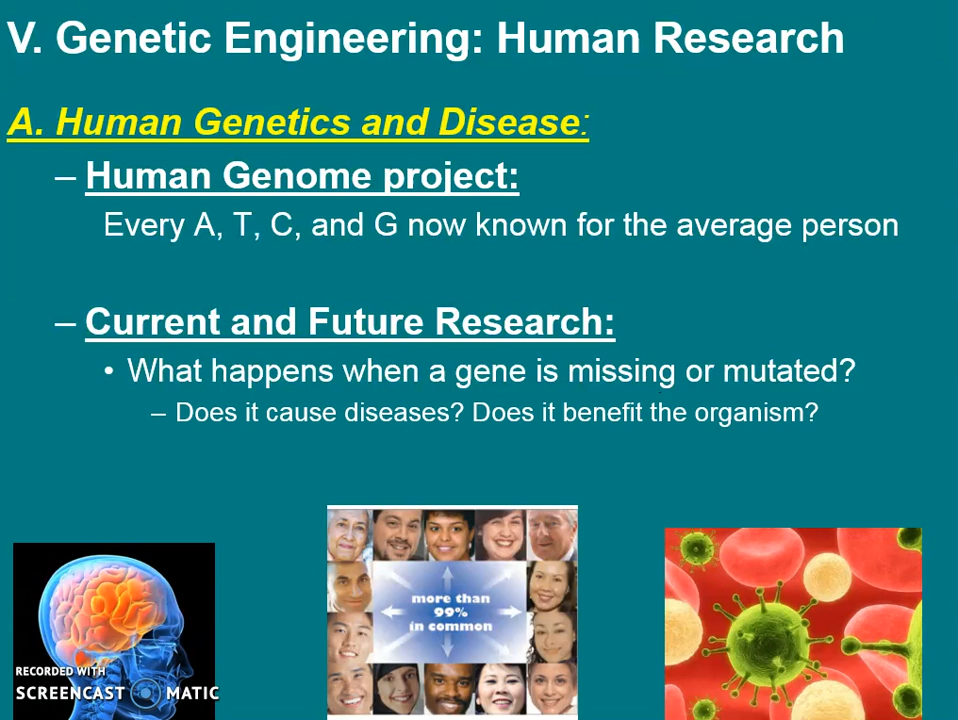 V. Genetic Engineering: Human Research
A. Human Genetics and Disease:
– Human Genome project:
Every A, T, C, and G now known for the average person
– Current and Future Research:
• What happens when a gene is missing or mutated?
– Does it cause diseases? Does it benefit the organism?
more than
99%
in common
RECORDED WITH
SCREENCAST MATIC